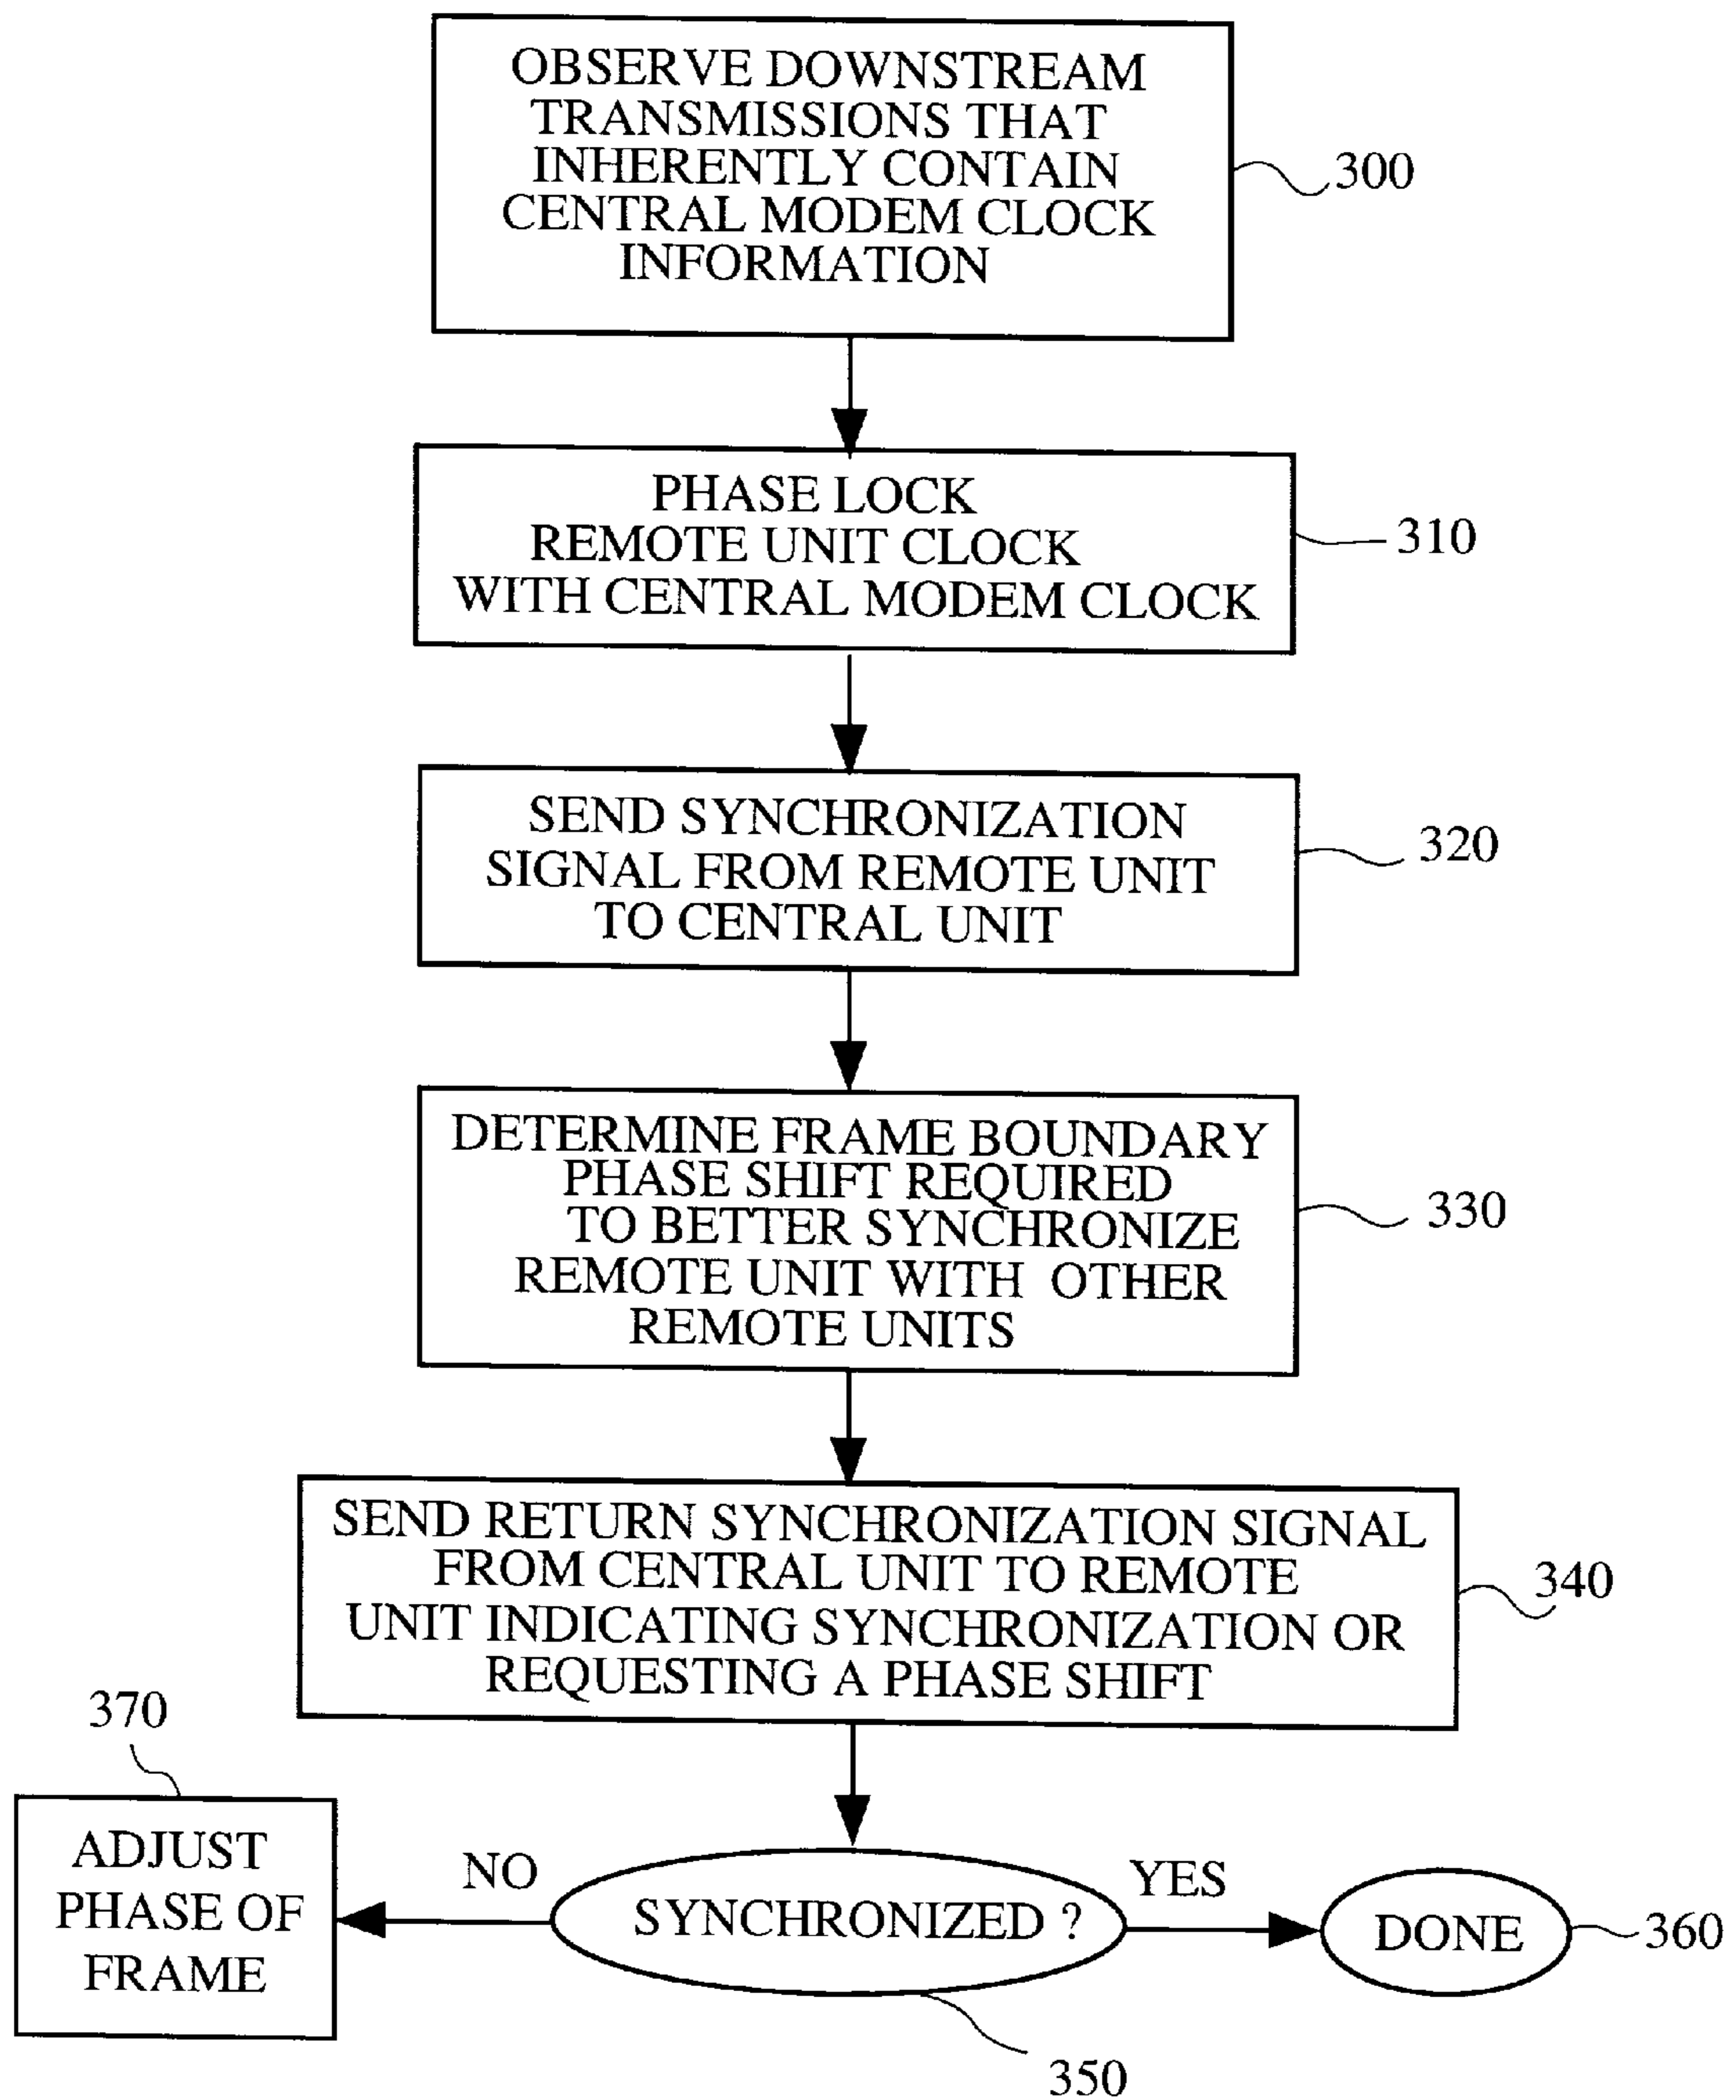 OBSERVE DOWNSTREAM
TRANSMISSIONS THAT
INHERENTLY CONTAIN
CENTRAL MODEM CLOCK
INFORMATION
300
PHASE LOCK
REMOTE UNIT CLOCK
WITH CENTRAL MODEM CLOCK
310
SEND SYNCHRONIZATION
SIGNAL FROM REMOTE UNIT
TO CENTRAL UNIT
320
DETERMINE FRAME BOUNDARY
PHASE SHIFT REQUIRED
TO BETTER SYNCHRONIZE
REMOTE UNIT WITH OTHER
REMOTE UNITS
330
SEND RETURN SYNCHRONIZATION SIGNAL
FROM CENTRAL UNIT TO REMOTE
UNIT INDICATING SYNCHRONIZATION OR
REQUESTING A PHASE SHIFT
340
370
ADJUST
PHASE OF
FRAME
NO
SYNCHRONIZED ?
YES
DONE
360
350